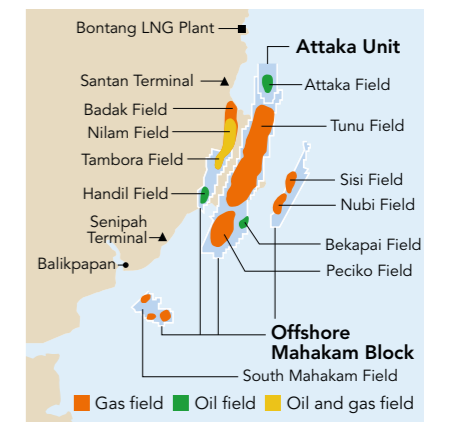 Bontang LNG Plant
Attaka Unit
Santan Terminal
Attaka Field
Badak Field
Nilam Field
Tunu Field
Tambora Field
Sisi Field
Handil Field
Nubi Field
Senipah
Terminal
Bekapai Field
Balikpapan
Peciko Field
Offshore
Mahakam Block
South Mahakam Field
Gas field
Oil field
Oil and gas field